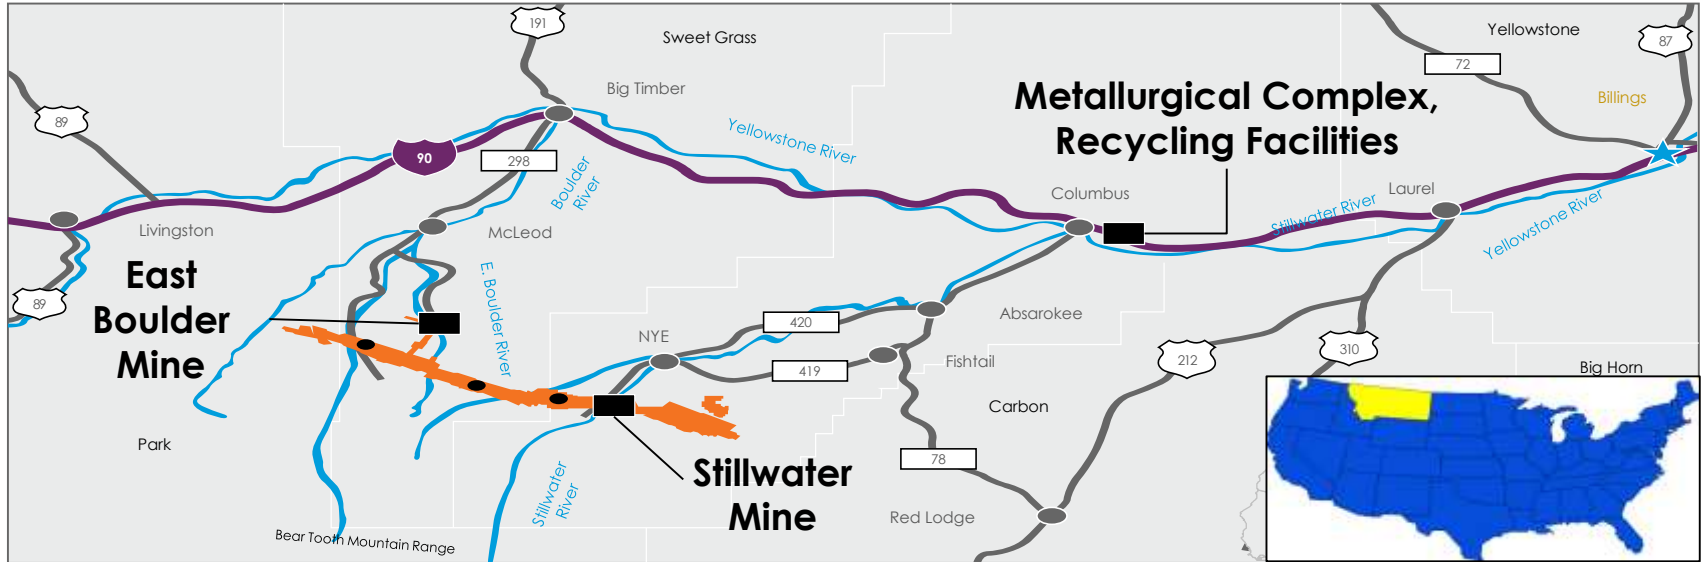 191
Sweet Grass
Yellowstone
87
72
Big Timber
Metallurgical Complex,
Recycling Facilities
Billings
89
Yellowstone River
90
298
Boulder
River
Columbus
Laurel
Stillwater River
Yellowstone River
Livingston
McLeod
East
Boulder
Mine
E. Boulder River
89
420
Absarokee
NYE
419
Fishtail
212
310
Big Horn
Carbon
Park
78
Stillwater
Mine
Stillwater
River
Red Lodge
Bear Tooth Mountain Range